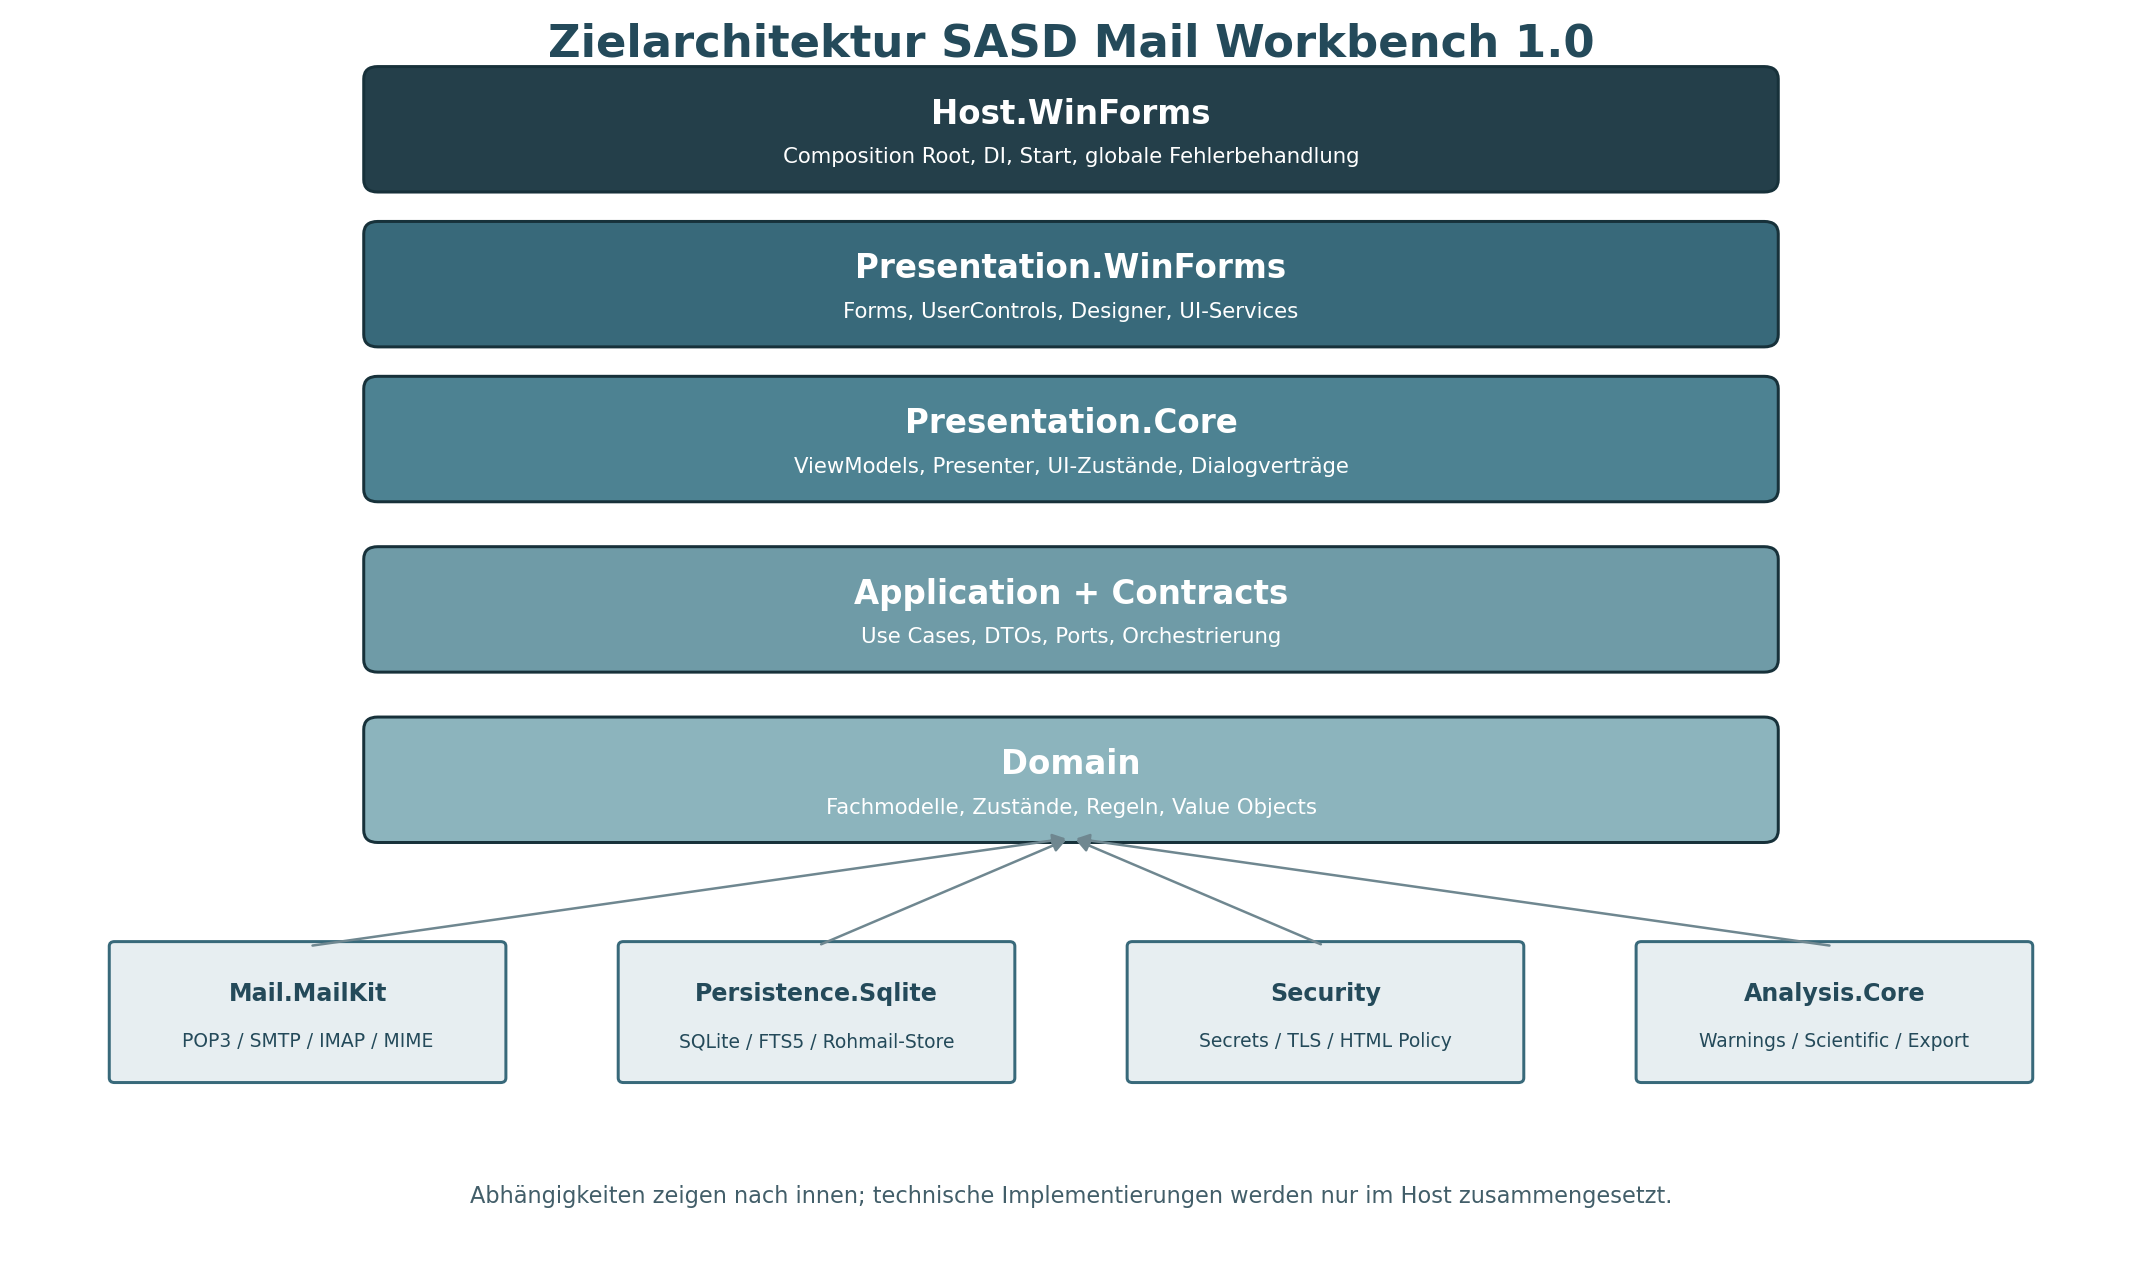 Zielarchitektur SASD Mail Workbench 1.0
Host.WinForms
Composition Root, DI, Start, globale Fehlerbehandlung
Presentation.WinForms
Forms, UserControls, Designer, UI-Services
Presentation.Core
ViewModels, Presenter, UI-Zustände, Dialogverträge
Application + Contracts
Use Cases, DTOs, Ports, Orchestrierung
Domain
Fachmodelle, Zustände, Regeln, Value Objects
Mail.MailKit
POP3 / SMTP / IMAP / MIME
Persistence.Sqlite
SQLite / FTS5 / Rohmail-Store
Security
Secrets / TLS / HTML Policy
Analysis.Core
Warnings / Scientific / Export
Abhängigkeiten zeigen nach innen; technische Implementierungen werden nur im Host zusammengesetzt.